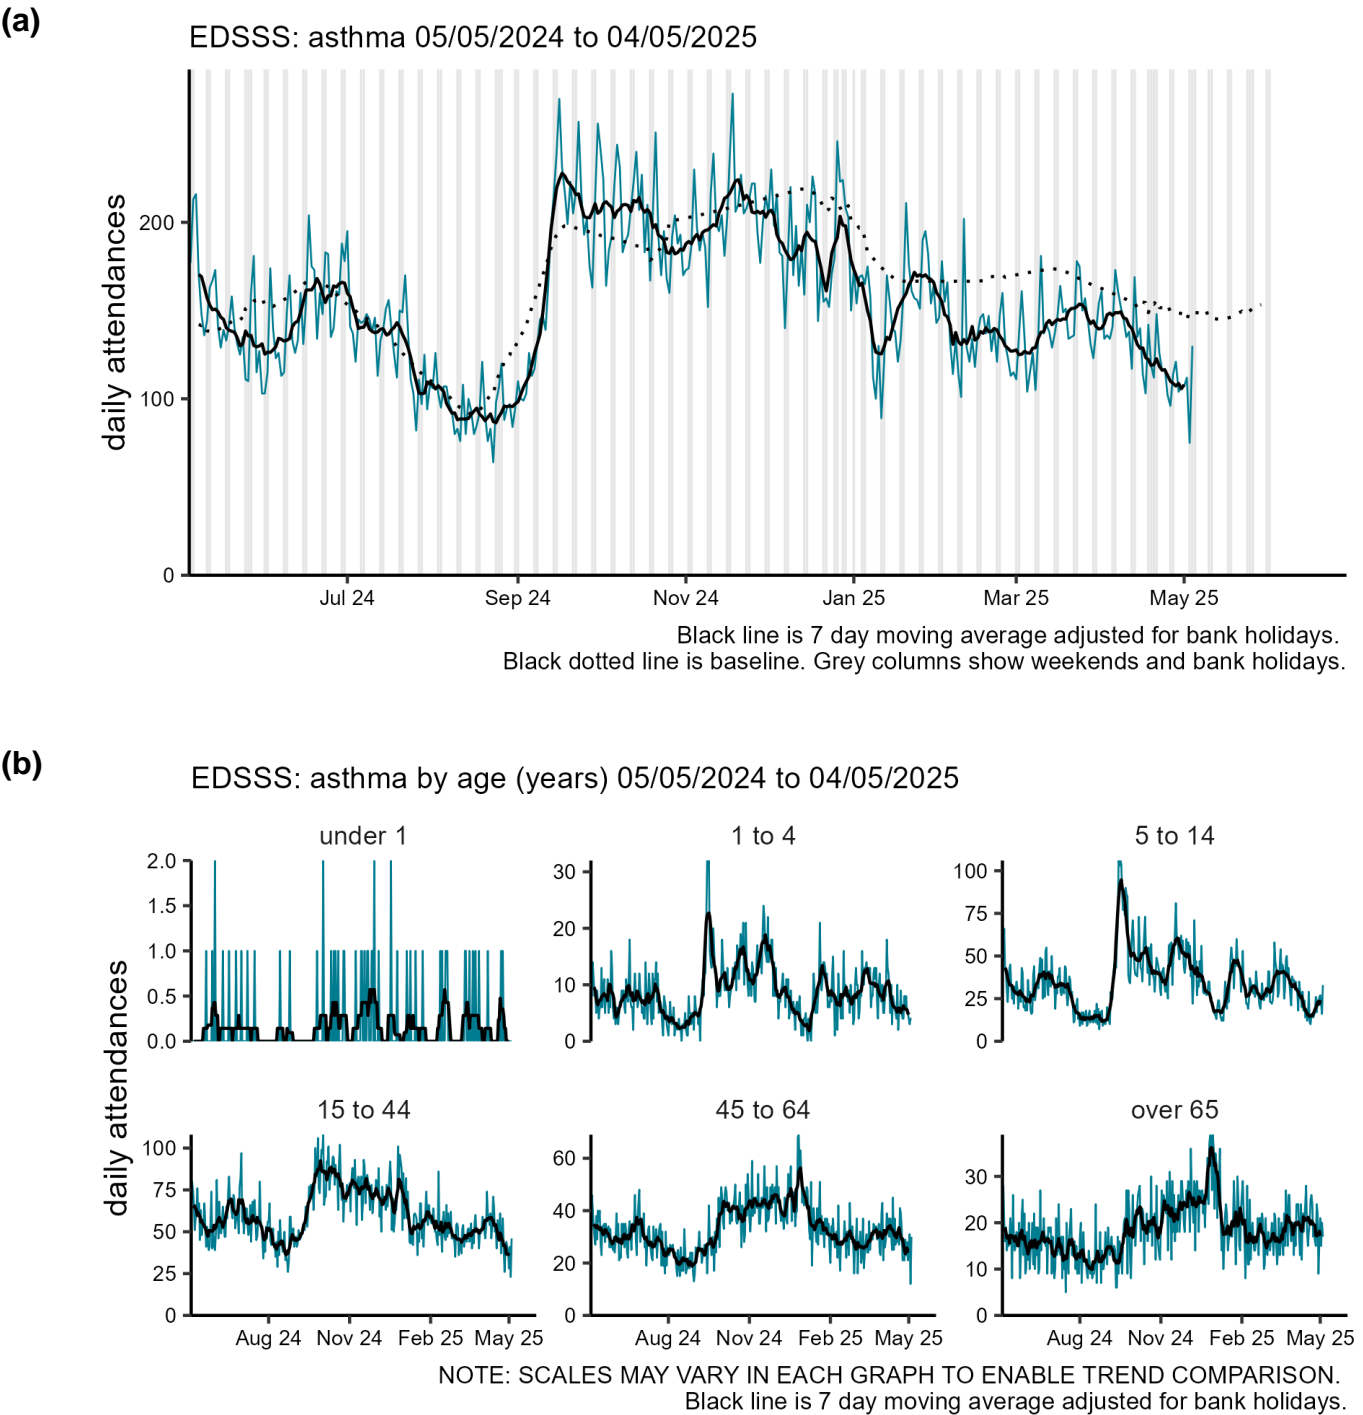 (a)
EDSSS: asthma 05/05/2024 to 04/05/2025
daily attendances
200
100
0
Jul 24 Sep 24 Nov 24 Jan 25 Mar 25 May 25
Black line is 7 day moving average adjusted for bank holidays.
Black dotted line is baseline. Grey columns show weekends and bank holidays.
(b)
EDSSS: asthma by age (years) 05/05/2024 to 04/05/2025
daily attendances
under 1
2.0
1.5
1.0
0.5
0.0
1 to 4
30
20
10
0
5 to 14
100
75
50
25
0
15 to 44
100
75
50
25
0
Aug 24 Nov 24 Feb 25 May 25
45 to 64
60
40
20
0
Aug 24 Nov 24 Feb 25 May 25
over 65
30
20
10
0
Aug 24 Nov 24 Feb 25 May 25
NOTE: SCALES MAY VARY IN EACH GRAPH TO ENABLE TREND COMPARISON.
Black line is 7 day moving average adjusted for bank holidays.